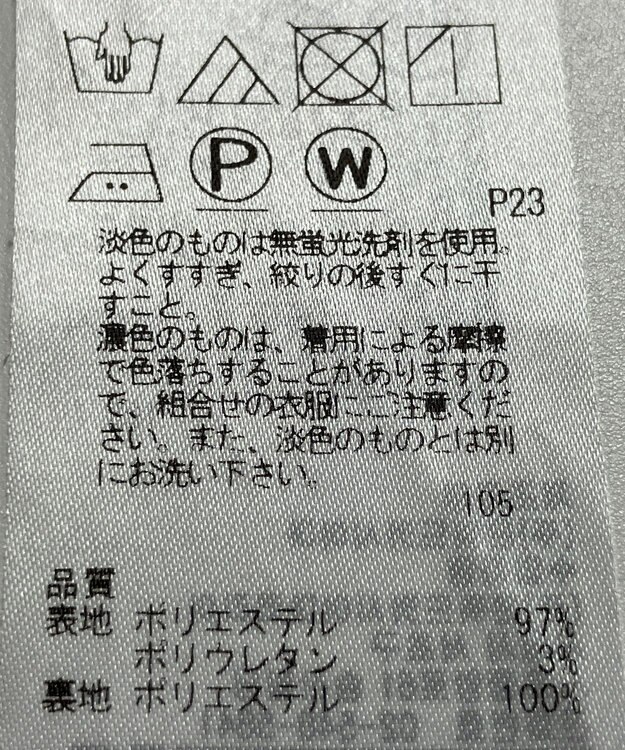 P W
P23
淡色のものは無蛍光洗剤を使用。
よくすすぎ、絞りの後すぐに干
すこと。
濃色のものは、着用による摩擦
で色落ちすることがありますの
で、組合せの衣服にご注意くだ
さい。また、淡色のものとは別
にお洗い下さい。
105
品質
表地 ポリエステル 97%
ポリウレタン 3%
裏地 ポリエステル 100%